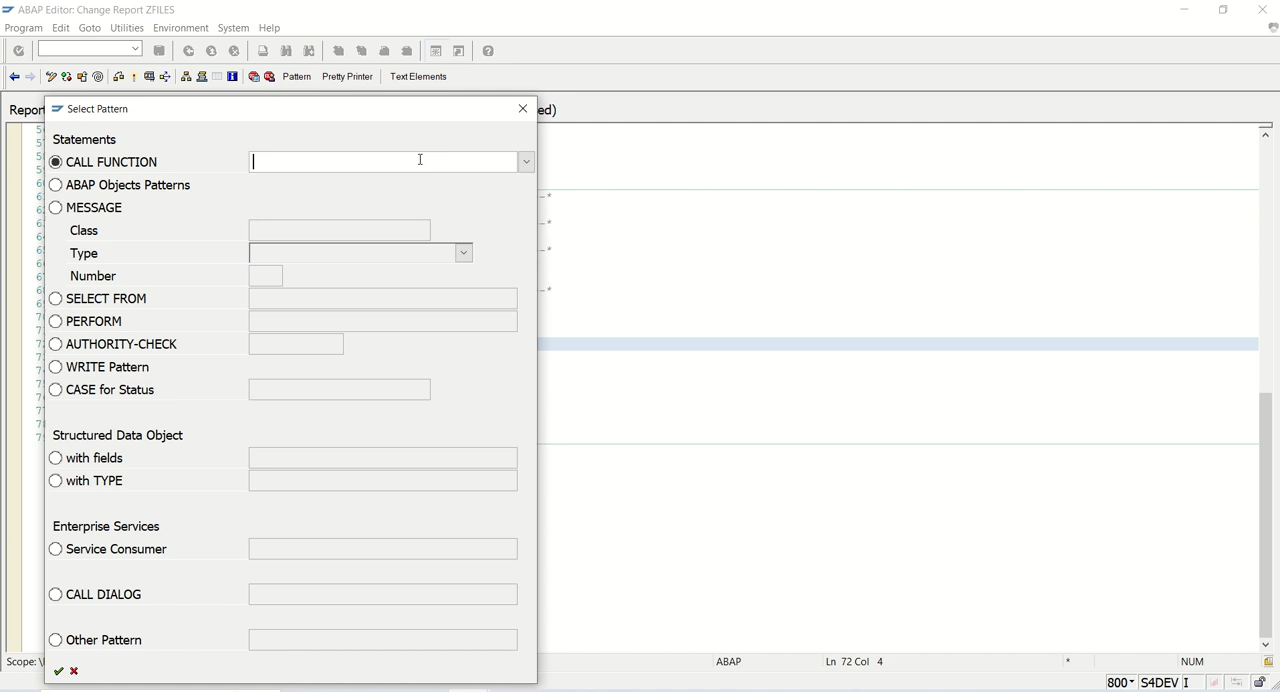 ABAP Editor: Change Report ZFILES
Program Edit Goto Utilities Environment System Help
Pattern Pretty Printer Text Elements
Report
ed)
Select Pattern
Statements
CALL FUNCTION
ABAP Objects Patterns
MESSAGE
Class
Type
Number
SELECT FROM
PERFORM
AUTHORITY-CHECK
WRITE Pattern
CASE for Status
Structured Data Object
with fields
with TYPE
Enterprise Services
Service Consumer
CALL DIALOG
Other Pattern
Scope: \
ABAP Ln 72 Col 4 * NUM
800 S4DEV